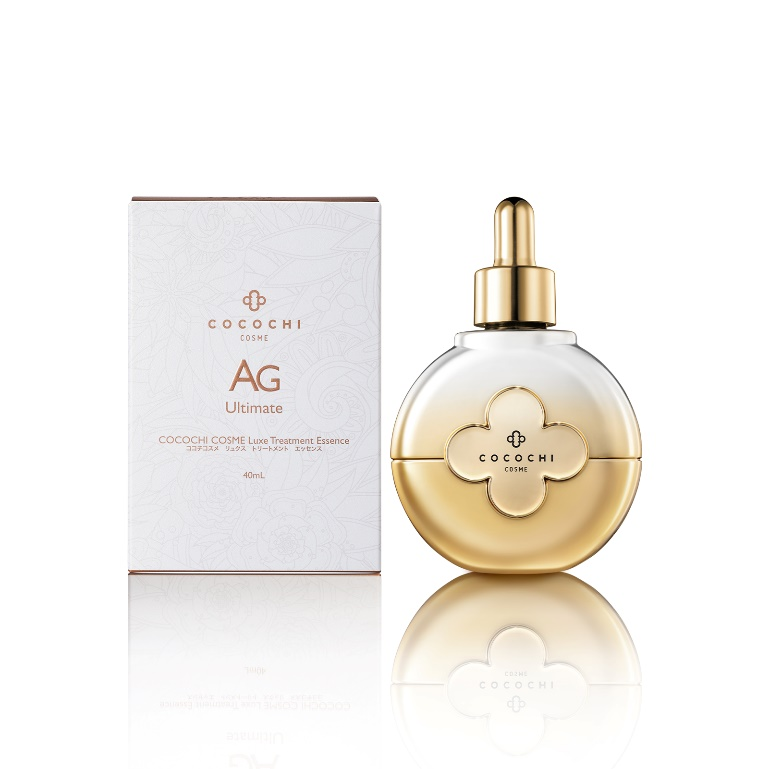 COCOCHI
COSME
AG
Ultimate
COCOCHI COSME Luxe Treatment Essence
ココチコスメ リュクス トリートメント エッセンス
40mL
COCOCHI
COSME